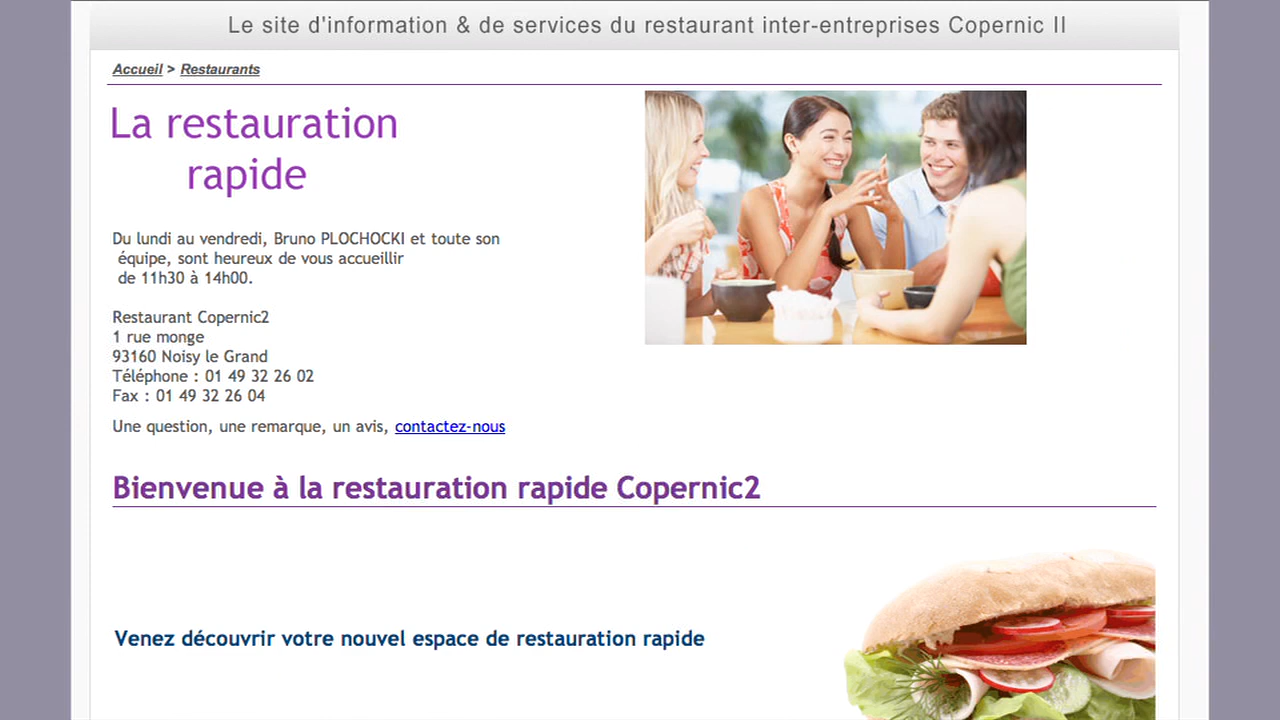 Le site d'information & de services du restaurant inter-entreprises Copernic II
Accueil > Restaurants
La restauration
rapide
Du lundi au vendredi, Bruno PLOCHOCKI et toute son
équipe, sont heureux de vous accueillir
de 11h30 à 14h00.
Restaurant Copernic2
1 rue monge
93160 Noisy le Grand
Téléphone : 01 49 32 26 02
Fax : 01 49 32 26 04
Une question, une remarque, un avis, contactez-nous
Bienvenue à la restauration rapide Copernic2
Venez découvrir votre nouvel espace de restauration rapide